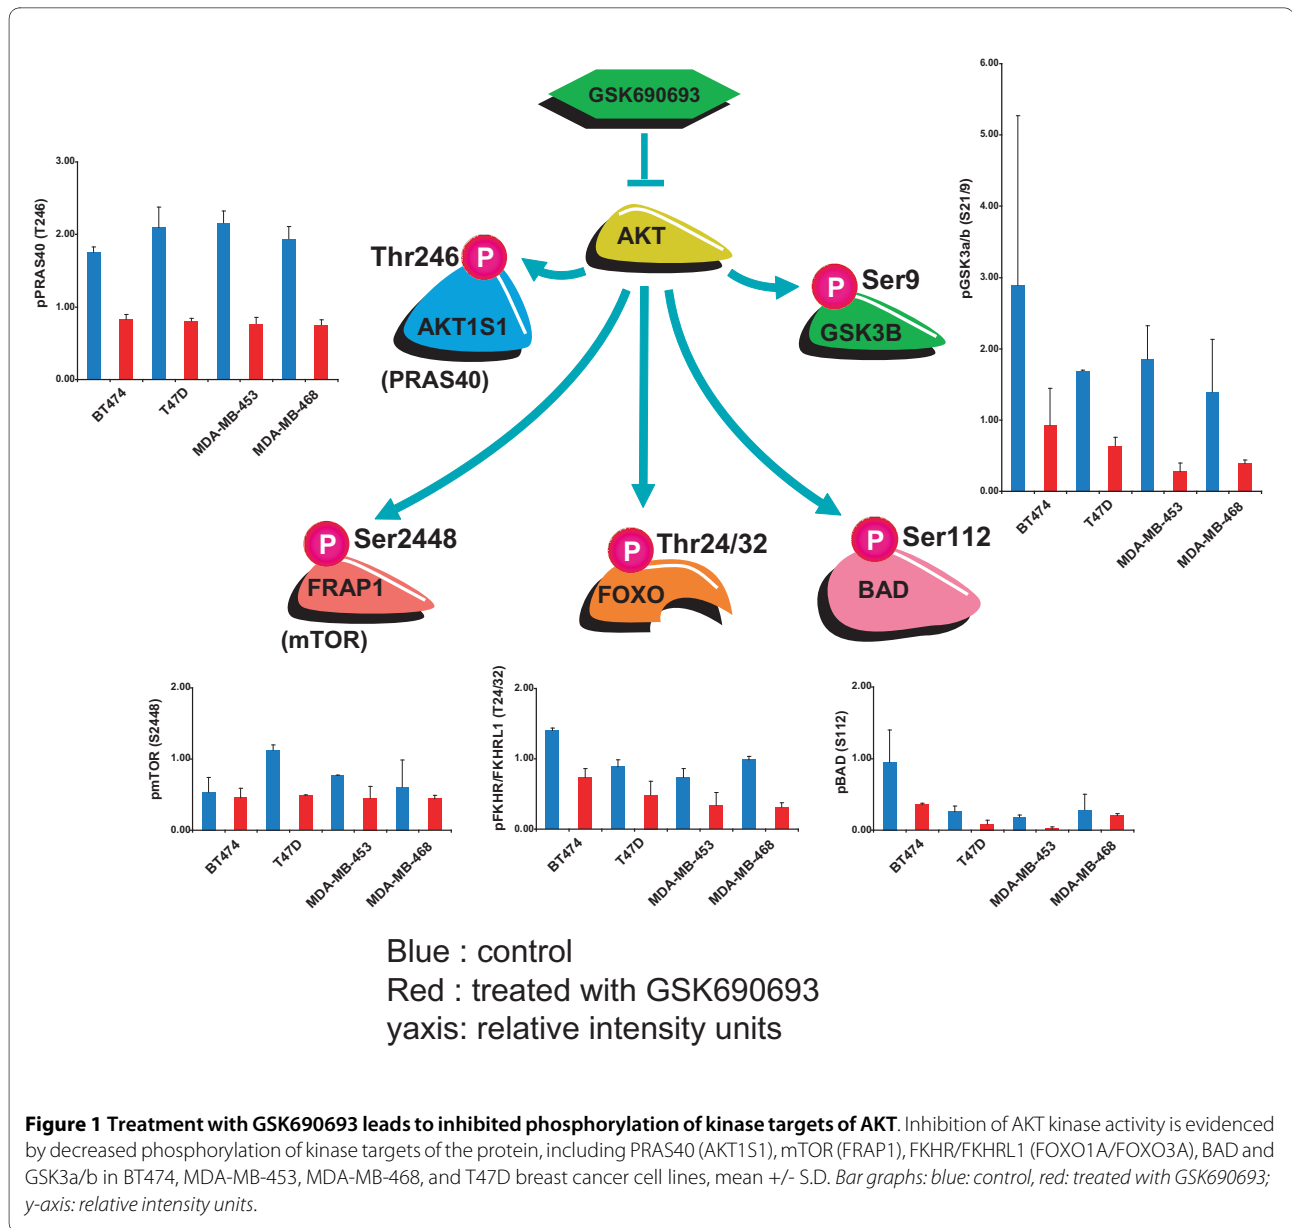 GSK690693
AKT
Thr246
P
AKT1S1
(PRAS40)
P
Ser9
GSK3B
P
Ser2448
FRAP1
(mTOR)
P
Thr24/32
FOXO
P
Ser112
BAD
pPRAS40 (T246)
3.00
2.00
1.00
0.00
BT474
T47D
MDA-MB-453
MDA-MB-468
pGSK3a/b (S21/9)
6.00
5.00
4.00
3.00
2.00
1.00
0.00
BT474
T47D
MDA-MB-453
MDA-MB-468
pmTOR (S2448)
2.00
1.00
0.00
BT474
T47D
MDA-MB-453
MDA-MB-468
pFKHR/FKHRL1 (T24/32)
2.00
1.00
0.00
BT474
T47D
MDA-MB-453
MDA-MB-468
pBAD (S112)
2.00
1.00
0.00
BT474
T47D
MDA-MB-453
MDA-MB-468
Blue : control
Red : treated with GSK690693
yaxis: relative intensity units
Figure 1 Treatment with GSK690693 leads to inhibited phosphorylation of kinase targets of AKT. Inhibition of AKT kinase activity is evidenced
by decreased phosphorylation of kinase targets of the protein, including PRAS40 (AKT1S1), mTOR (FRAP1), FKHR/FKHRL1 (FOXO1A/FOXO3A), BAD and
GSK3a/b in BT474, MDA-MB-453, MDA-MB-468, and T47D breast cancer cell lines, mean +/- S.D. Bar graphs: blue: control, red: treated with GSK690693;
y-axis: relative intensity units.